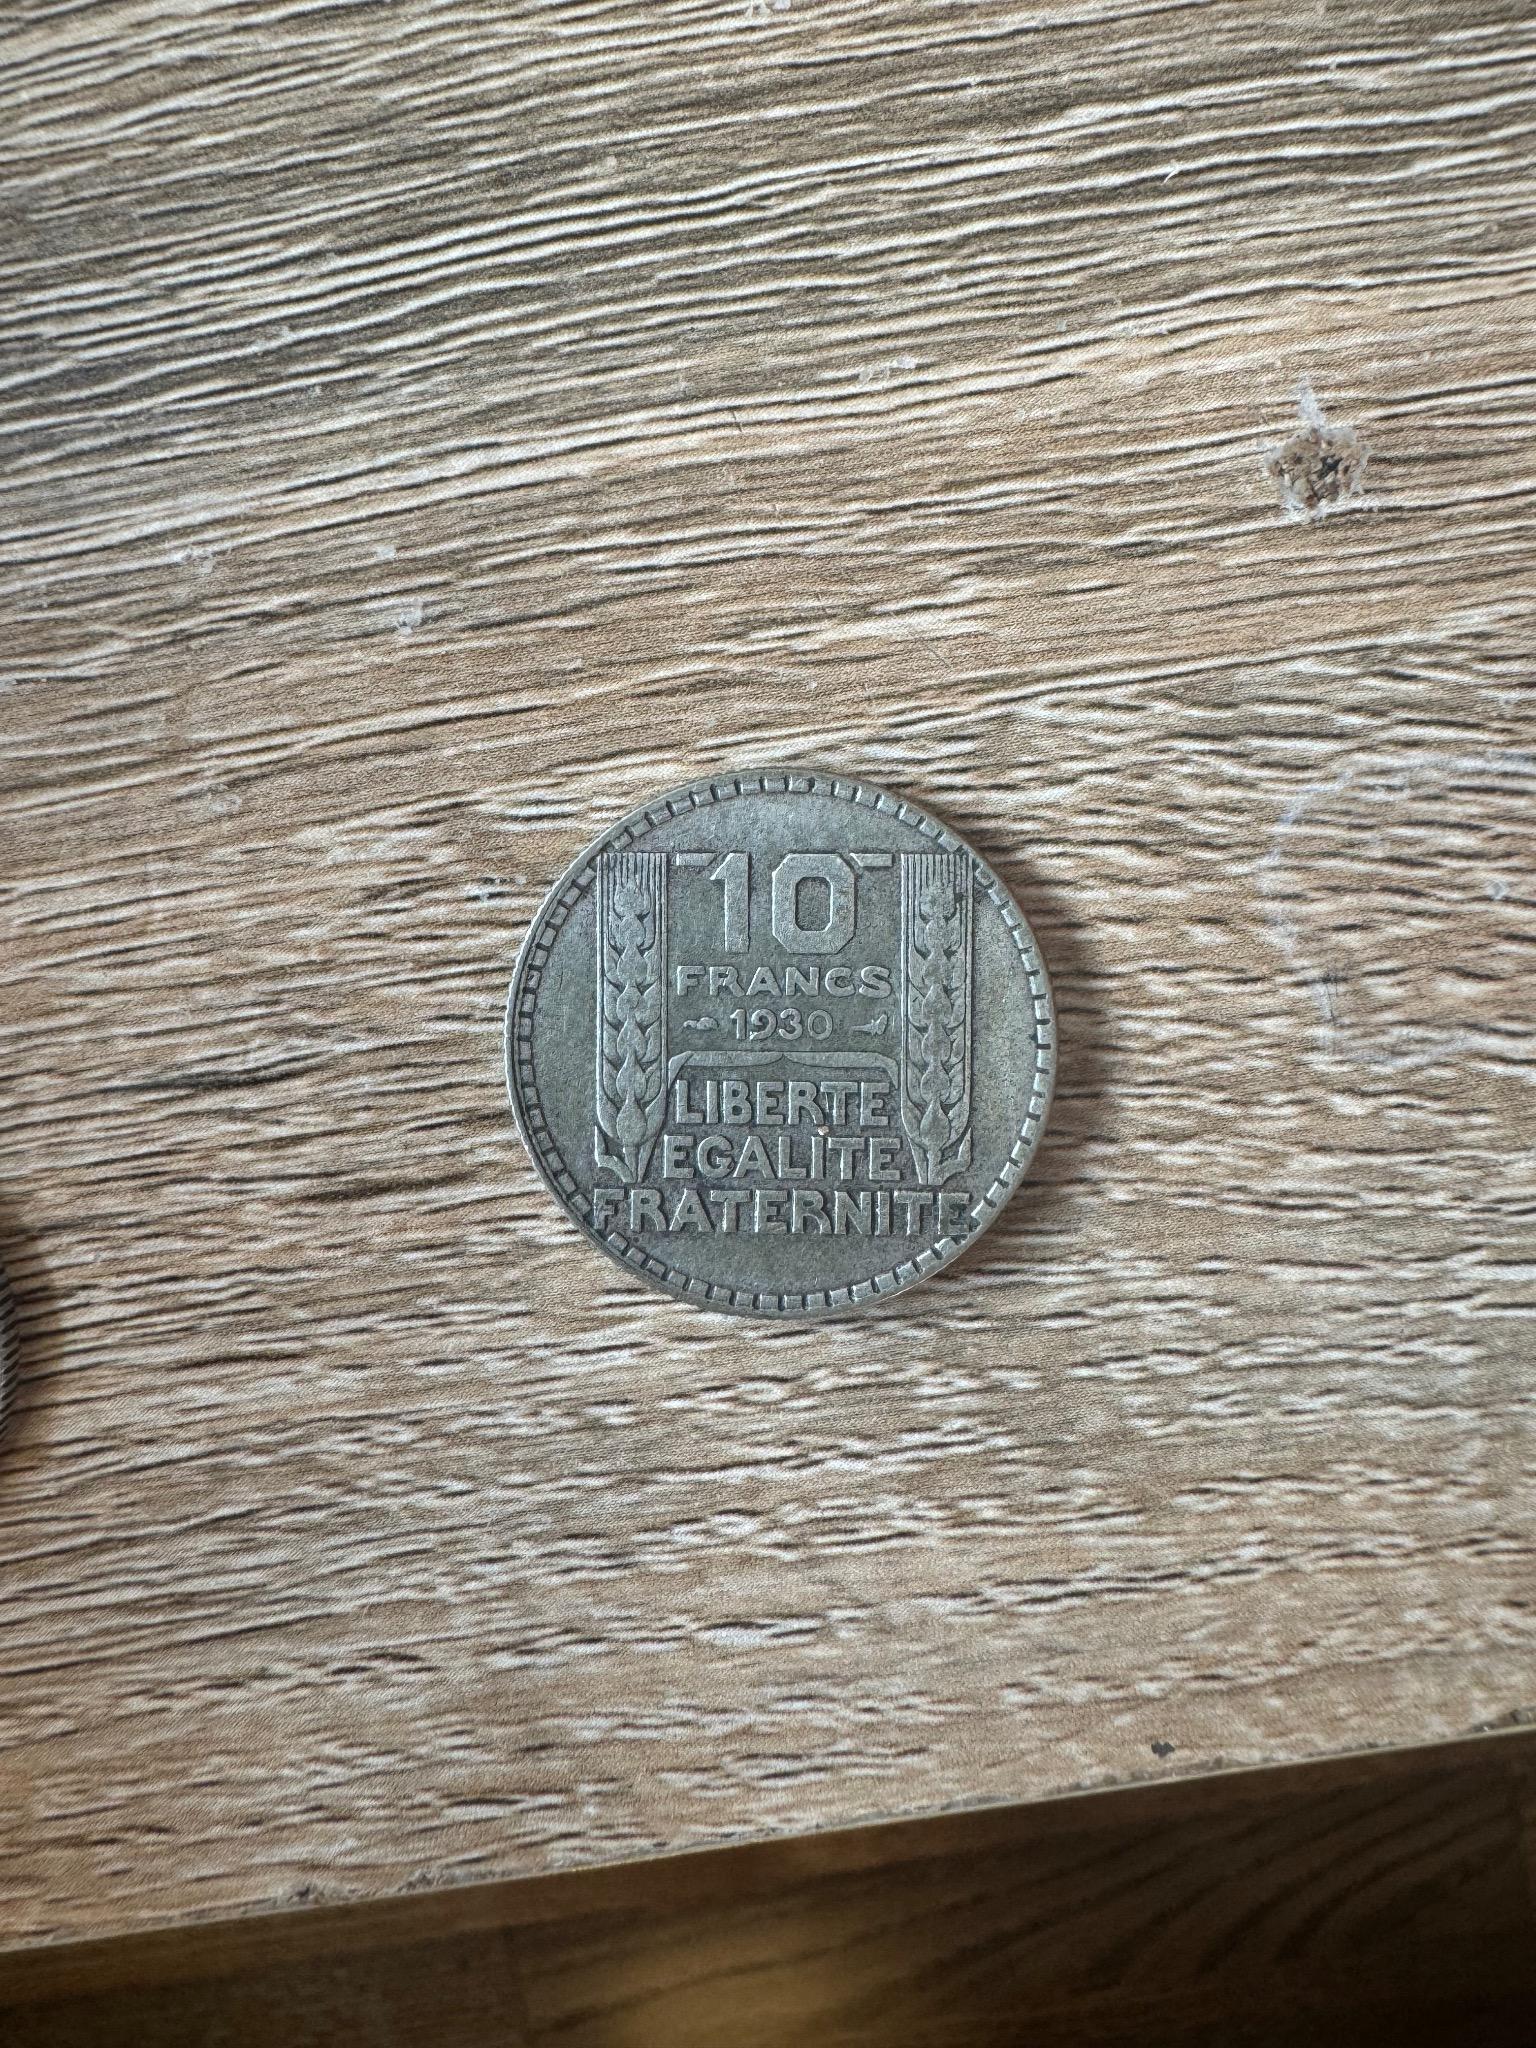 10
FRANCS
1930
LIBERTE
EGALITE
FRATERNITE